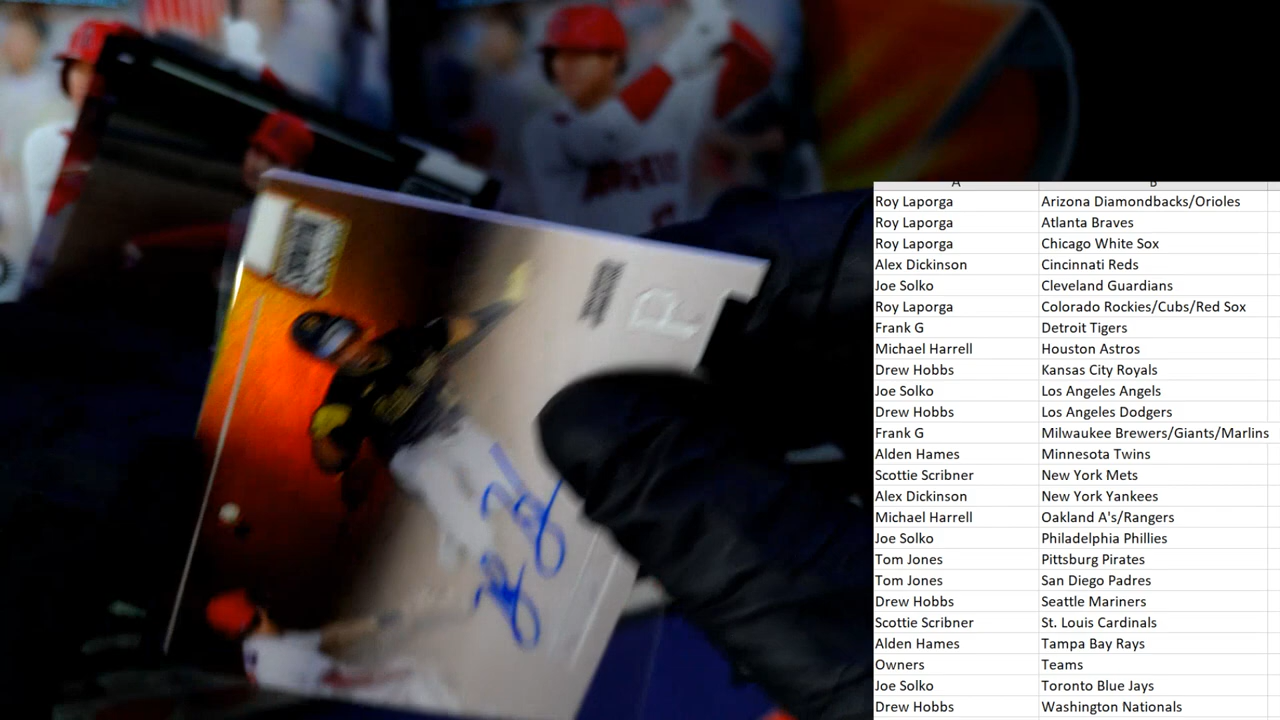 A B
Roy Laporga Arizona Diamondbacks/Orioles
Roy Laporga Atlanta Braves
Roy Laporga Chicago White Sox
Alex Dickinson Cincinnati Reds
Joe Solko Cleveland Guardians
Roy Laporga Colorado Rockies/Cubs/Red Sox
Frank G Detroit Tigers
Michael Harrell Houston Astros
Drew Hobbs Kansas City Royals
Joe Solko Los Angeles Angels
Drew Hobbs Los Angeles Dodgers
Frank G Milwaukee Brewers/Giants/Marlins
Alden Hames Minnesota Twins
Scottie Scribner New York Mets
Alex Dickinson New York Yankees
Michael Harrell Oakland A's/Rangers
Joe Solko Philadelphia Phillies
Tom Jones Pittsburg Pirates
Tom Jones San Diego Padres
Drew Hobbs Seattle Mariners
Scottie Scribner St. Louis Cardinals
Alden Hames Tampa Bay Rays
Owners Teams
Joe Solko Toronto Blue Jays
Drew Hobbs Washington Nationals
P